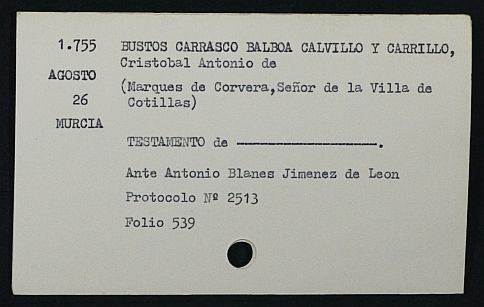 1.755 BUSTOS CARRASCO BALBOA CALVILLO Y CARRILLO,
Cristobal Antonio de
AGOSTO
(Marques de Corvera,Señor de la Villa de
26 Cotillas)
MURCIA
TESTAMENTO de ——————————.
Ante Antonio Blanes Jimenez de Leon
Protocolo Nº 2513
Folio 539